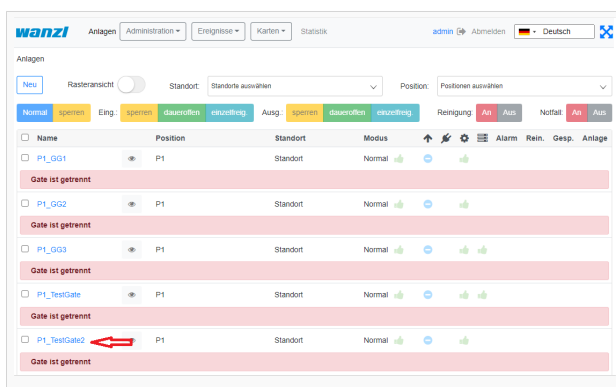 wanzl Anlagen Administration Ereignisse Karten Statistik admin Abmelden Deutsch
Anlagen
Neu Rasteransicht Standort: Standorte auswählen Position: Positionen auswählen
Normal sperren Eing.: sperren daueroffen einzelfreig. Ausg.: sperren daueroffen einzelfreig. Reinigung: An Aus Notfall: An Aus
Name Position Standort Modus Alarm Rein. Gesp. Anlage
P1_GG1 P1 Standort Normal
Gate ist getrennt
P1_GG2 P1 Standort Normal
Gate ist getrennt
P1_GG3 P1 Standort Normal
Gate ist getrennt
P1_TestGate P1 Standort Normal
Gate ist getrennt
P1_TestGate2 P1 Standort Normal
Gate ist getrennt